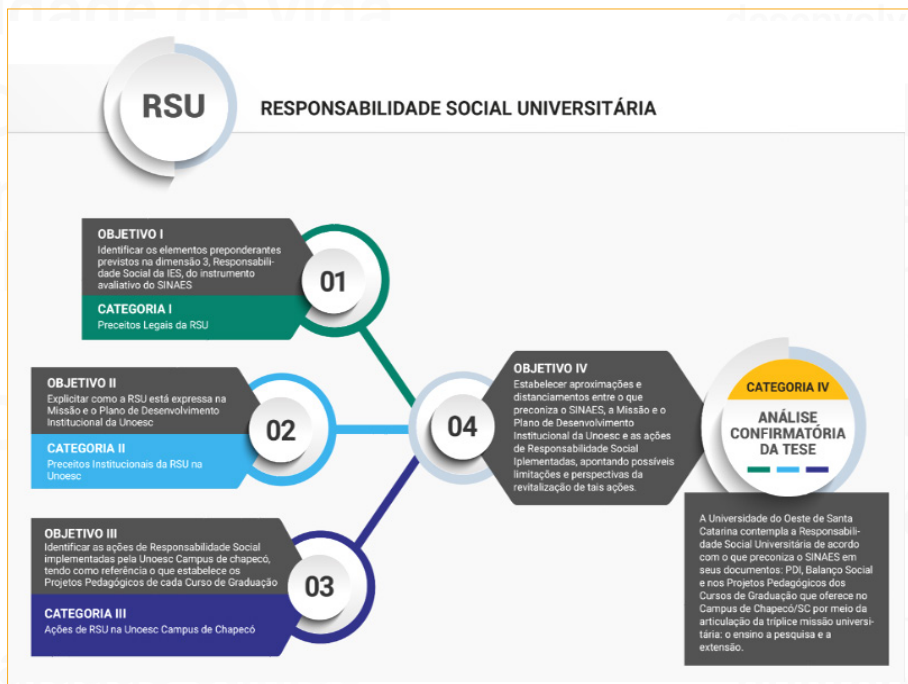 RSU
RESPONSABILIDADE SOCIAL UNIVERSITÁRIA
OBJETIVO I
Identificar os elementos preponderantes
previstos na dimensão 3, Responsabili-
dade Social da IES, do instrumento
avaliativo do SINAES
CATEGORIA I
Preceitos Legais da RSU
01
OBJETIVO II
Explicitar como a RSU está expressa na
Missão e o Plano de Desenvolvimento
Institucional da Unoesc
CATEGORIA II
Preceitos Institucionais da RSU na
Unoesc
02
OBJETIVO III
Identificar as ações de Responsabilidade Social
implementadas pela Unoesc Campus de chapecó,
tendo como referência o que estabelece os
Projetos Pedagógicos de cada Curso de Graduação
CATEGORIA III
Ações de RSU na Unoesc Campus de Chapecó
03
04
OBJETIVO IV
Estabelecer aproximações e
distanciamentos entre o que
preconiza o SINAES, a Missão e o
Plano de Desenvolvimento
Institucional da Unoesc e as ações
de Responsabilidade Social
Iplementadas, apontando possíveis
limitações e perspectivas da
revitalização de tais ações.
CATEGORIA IV
ANÁLISE
CONFIRMATÓRIA
DA TESE
A Universidade do Oeste de Santa
Catarina contempla a Responsabili-
dade Social Universitária de acordo
com o que preconiza o SINAES em
seus documentos: PDI, Balanço Social
e nos Projetos Pedagógicos dos
Cursos de Graduação que oferece no
Campus de Chapecó/SC por meio da
articulação da tríplice missão universi-
tária: o ensino a pesquisa e a
extensão.